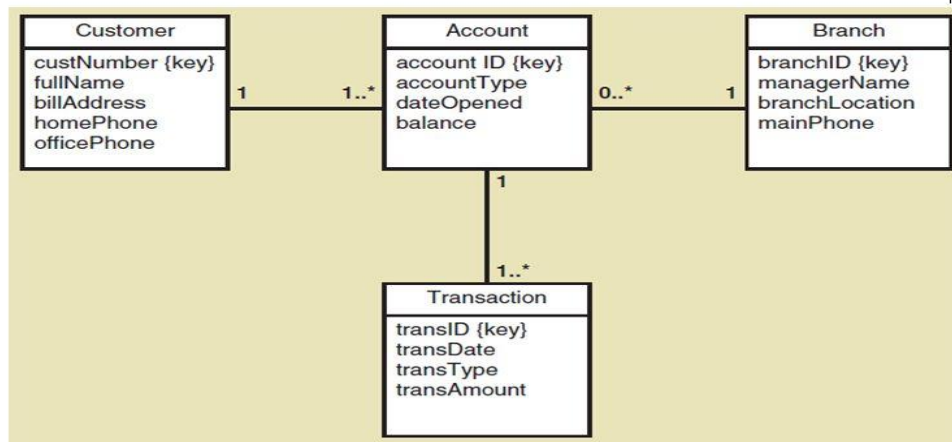 Customer
custNumber {key}
fullName
billAddress
homePhone
officePhone
1
1..*
Account
account ID {key}
accountType
dateOpened
balance
0..*
1
Branch
branchID {key}
managerName
branchLocation
mainPhone
1
1..*
Transaction
transID {key}
transDate
transType
transAmount